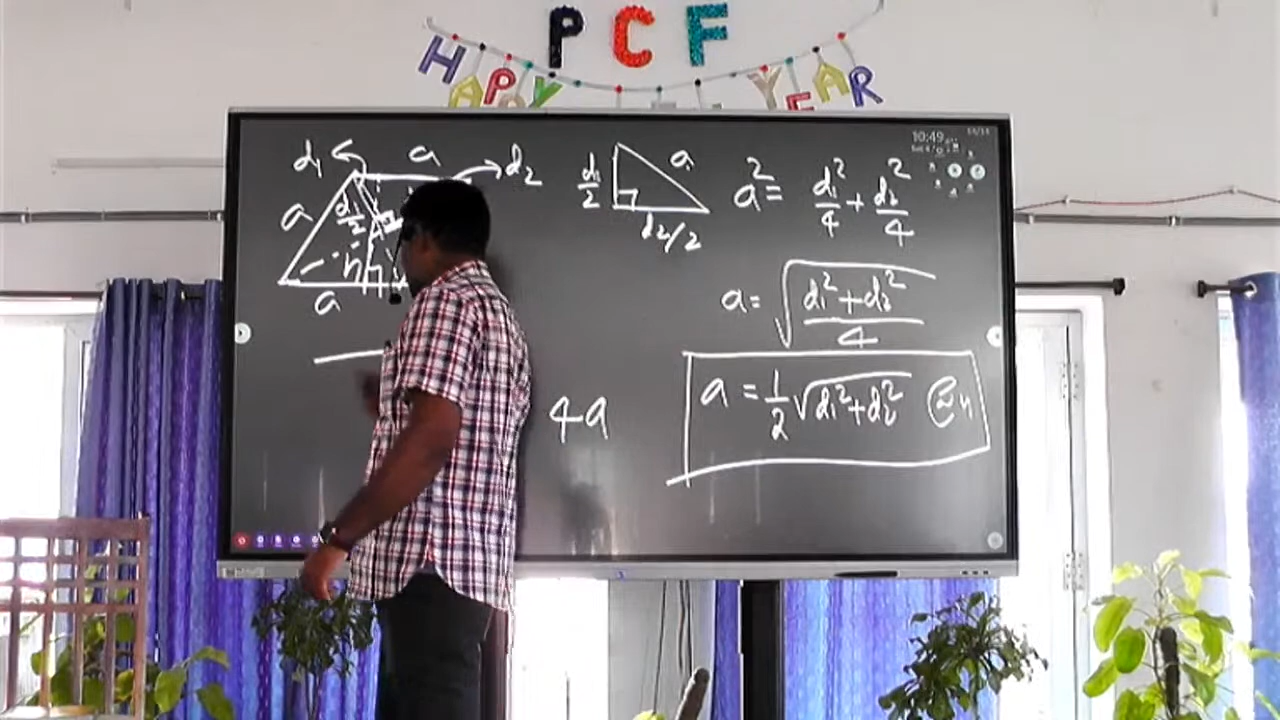 P C F
HAPPY YEAR
10:49
d₁ a d₂
a d₁/2
h
a
d₁/2 a
d₂/2
a² = d₁²/4 + d₂²/4
a = √((d₁² + d₂²)/4)
4a
a = ½ √(d₁² + d₂²)